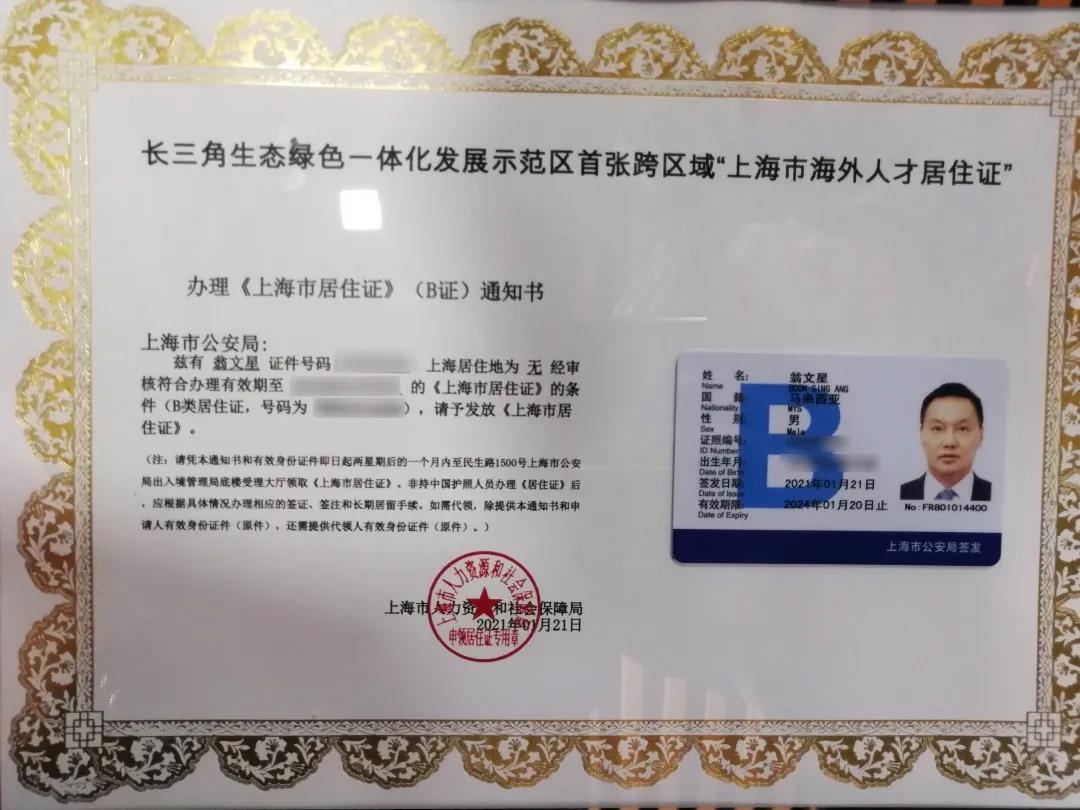 长三角生态绿色一体化发展示范区首张跨区域“上海市海外人才居住证”
办理《上海市居住证》（B证）通知书
上海市公安局：
兹有 翁文星 证件号码 上海居住地为 无 经审
核符合办理有效期至 的《上海市居住证》的条
件（B类居住证，号码为 ），请予发放《上海市居
住证》。
（注：请凭本通知书和有效身份证件即日起两星期后的一个月内至民生路1500号上海市公安
局出入境管理局底楼受理大厅领取《上海市居住证》。非持中国护照人员办理《居住证》后
，应根据具体情况办理相应的签证、签注和长期居留手续。如需代领，除提供本通知书和申
请人有效身份证件（原件），还需提供代领人有效身份证件（原件）。）
上海市人力资源和社会保障局
2021年01月21日
上海市人力资源和社会保障局
申领居住证专用章
B
姓 名: 翁文星
Name BOON SING ANG
国 籍: 马来西亚
Nationality MYS
性 别: 男
Sex Male
证照编号:
ID Number
出生年月:
Date of Birth
签发日期: 2021年01月21日
Date of Issue
有效期限: 2024年01月20日止
Date of Expiry
No:FR801014400
上海市公安局签发